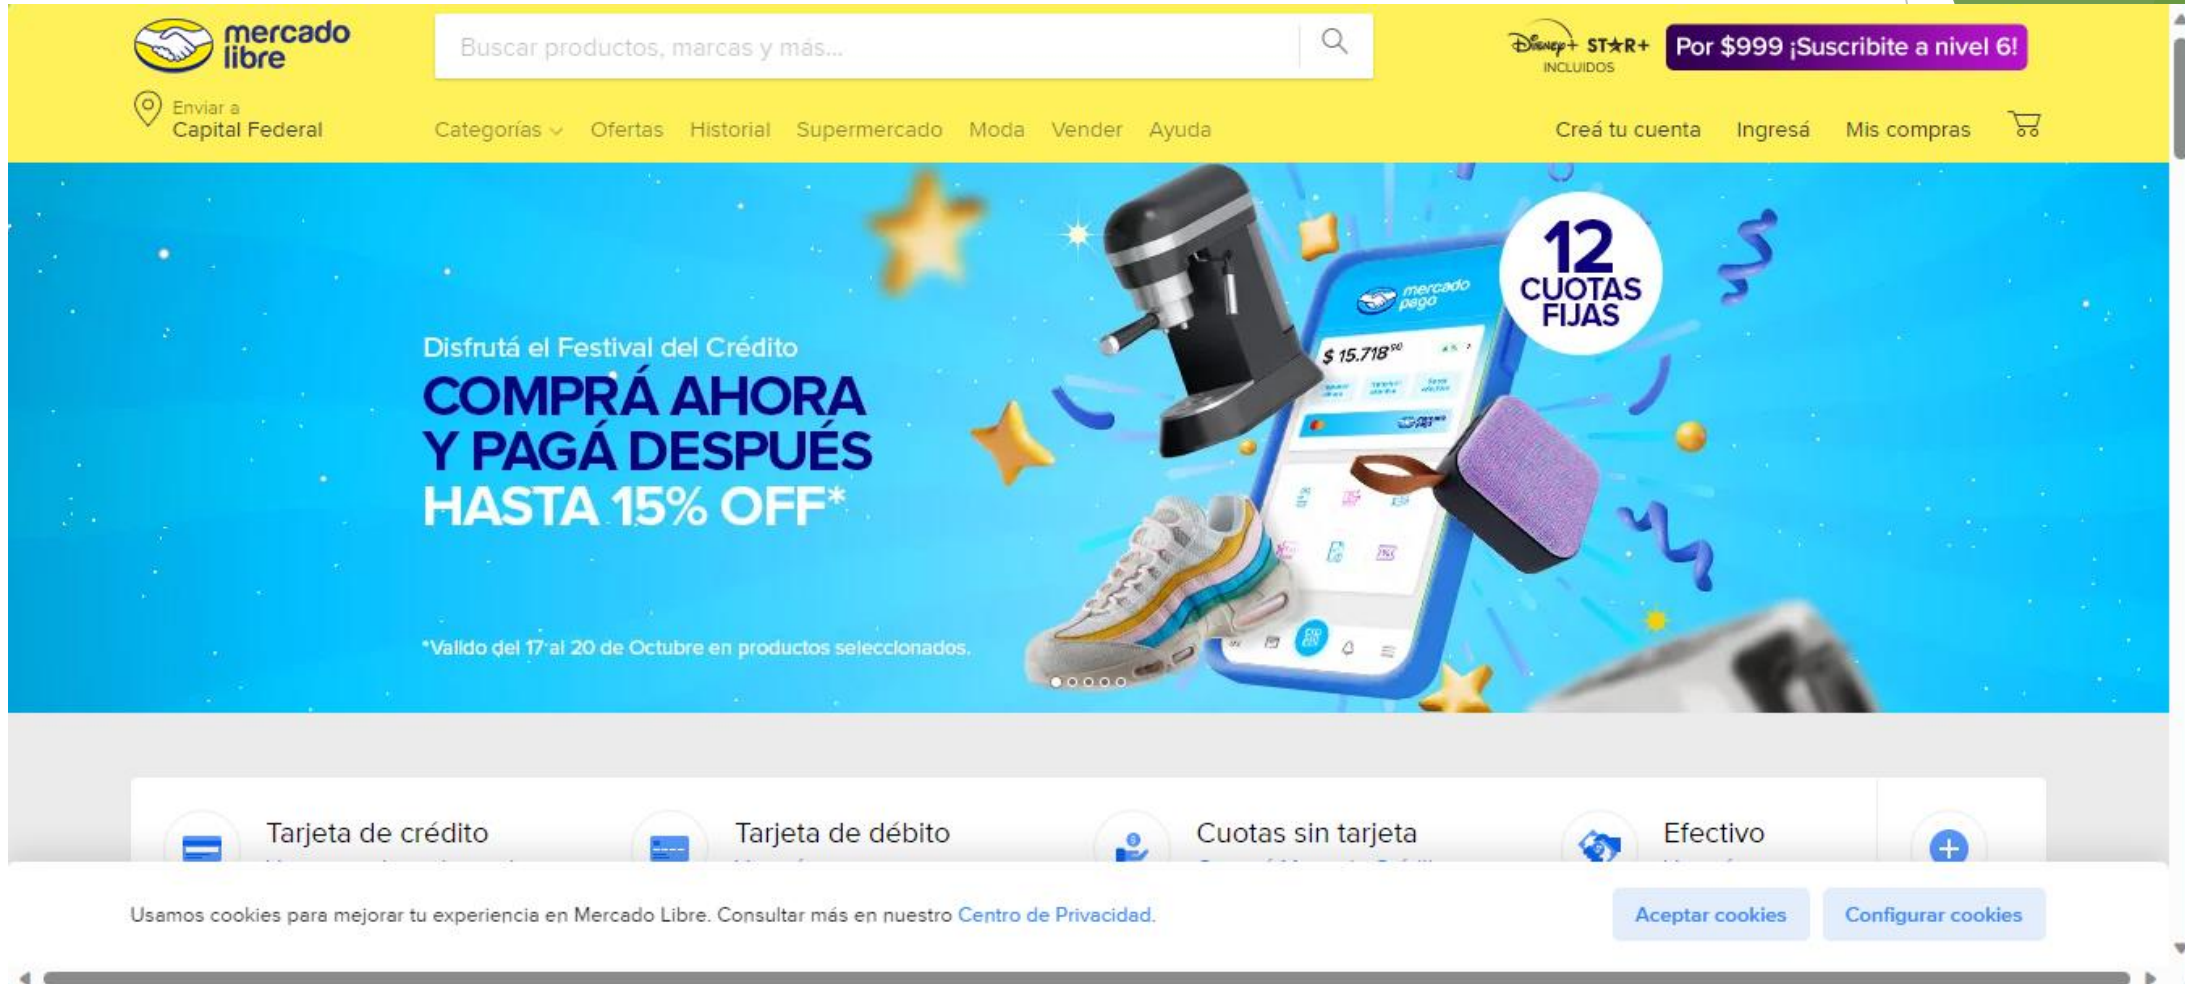 mercado
libre
Buscar productos, marcas y más...
Disney+ ST★R+
INCLUIDOS
Por $999 ¡Suscribite a nivel 6!
Enviar a
Capital Federal
Categorías Ofertas Historial Supermercado Moda Vender Ayuda
Creá tu cuenta Ingresá Mis compras
12
CUOTAS
FIJAS
mercado
pago
$ 15.718
Disfrutá el Festival del Crédito
COMPRÁ AHORA
Y PAGÁ DESPUÉS
HASTA 15% OFF*
*Valido del 17 al 20 de Octubre en productos seleccionados.
Tarjeta de crédito
Tarjeta de débito
Cuotas sin tarjeta
Efectivo
Usamos cookies para mejorar tu experiencia en Mercado Libre. Consultar más en nuestro Centro de Privacidad.
Aceptar cookies
Configurar cookies